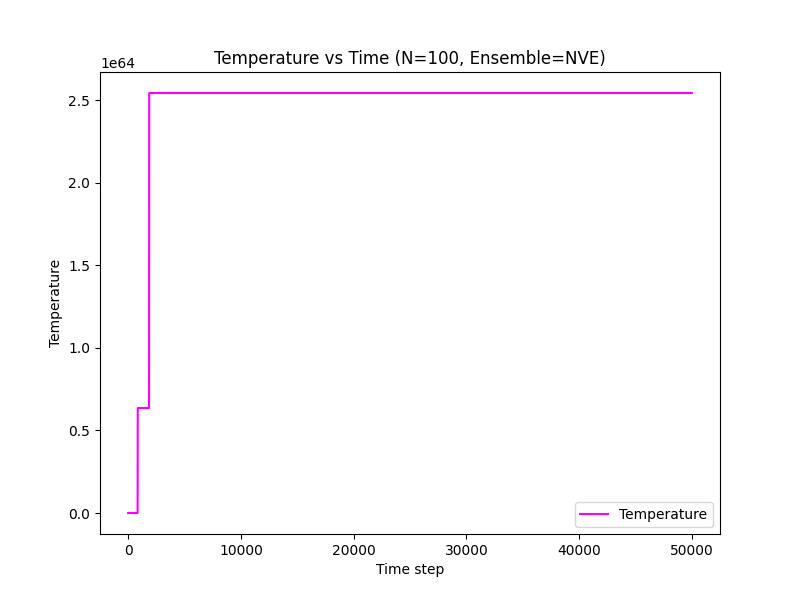 Temperature vs Time (N=100, Ensemble=NVE)
1e64
2.5
2.0
1.5
1.0
0.5
0.0
Temperature
Temperature
0 10000 20000 30000 40000 50000
Time step